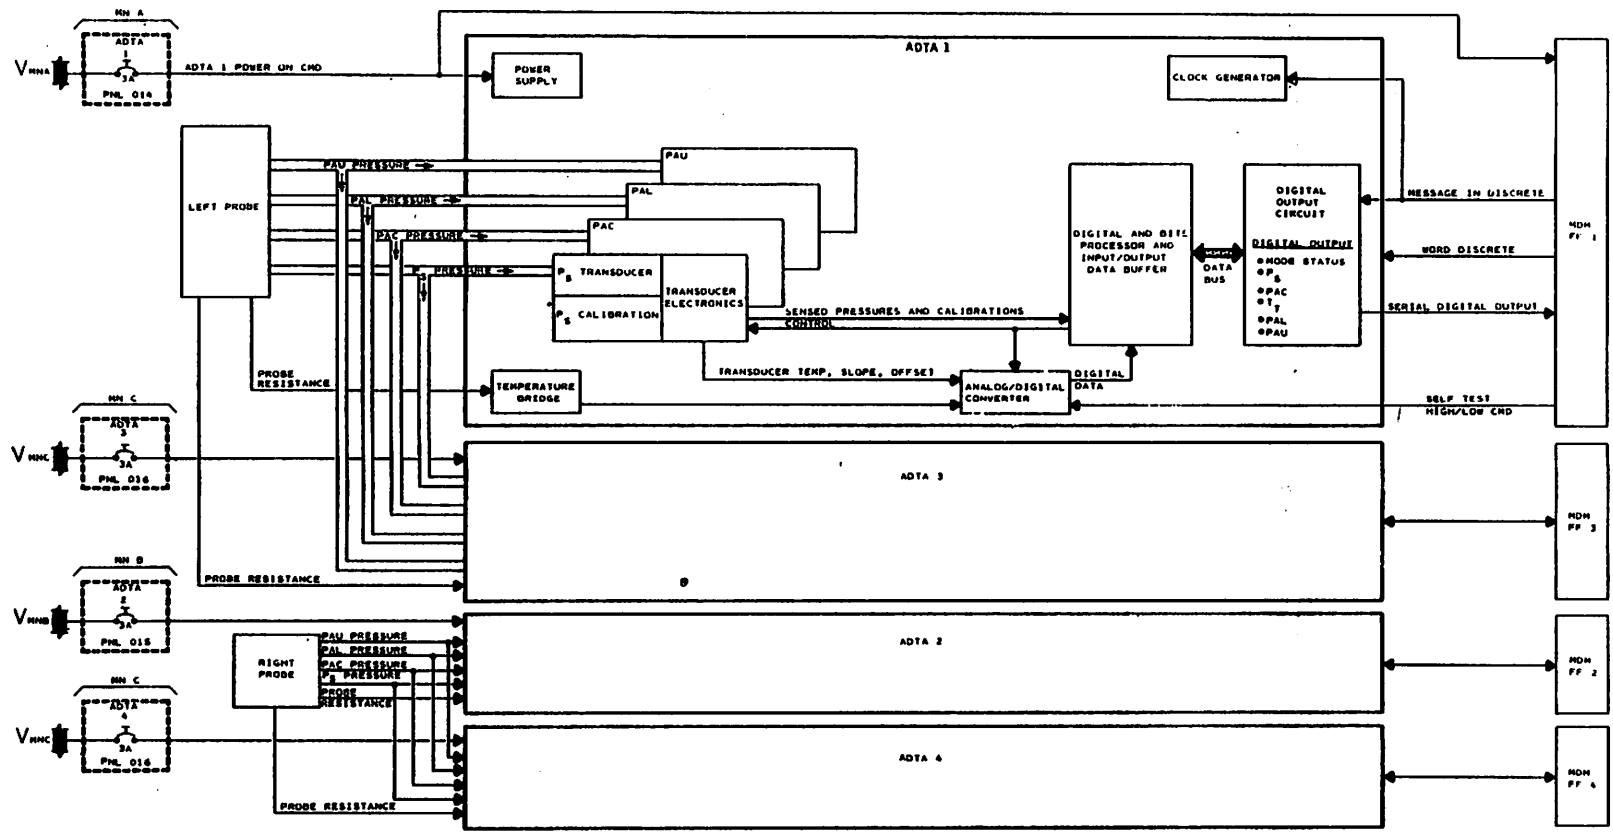 MN A
ADTA
1
3A
PNL 014
VMNA
ADTA 1 POWER ON CMD
ADTA 1
POWER
SUPPLY
CLOCK GENERATOR
LEFT PROBE
PAU PRESSURE
PAL PRESSURE
PAC PRESSURE
PS PRESSURE
PAU
PAL
PAC
PS TRANSDUCER
PS CALIBRATION
TRANSDUCER
ELECTRONICS
DIGITAL AND BITE
PROCESSOR AND
INPUT/OUTPUT
DATA BUFFER
DATA
BUS
DIGITAL
OUTPUT
CIRCUIT
DIGITAL OUTPUT
●MODE STATUS
●PS
●PAC
●TT
●PAL
●PAU
MESSAGE IN DISCRETE
WORD DISCRETE
SERIAL DIGITAL OUTPUT
MDM
FF 1
SENSED PRESSURES AND CALIBRATIONS
CONTROL
TRANSDUCER TEMP, SLOPE, OFFSET
DIGITAL
DATA
ANALOG/DIGITAL
CONVERTER
SELF TEST
HIGH/LOW CMD
PROBE
RESISTANCE
TEMPERATURE
BRIDGE
MN C
ADTA
3
3A
PNL 016
VMNC
ADTA 3
MDM
FF 3
PROBE RESISTANCE
MN B
ADTA
2
3A
PNL 015
VMNB
RIGHT
PROBE
PAU PRESSURE
PAL PRESSURE
PAC PRESSURE
PS PRESSURE
PROBE
RESISTANCE
ADTA 2
MDM
FF 2
MN C
ADTA
4
3A
PNL 016
VMNC
ADTA 4
MDM
FF 4
PROBE RESISTANCE